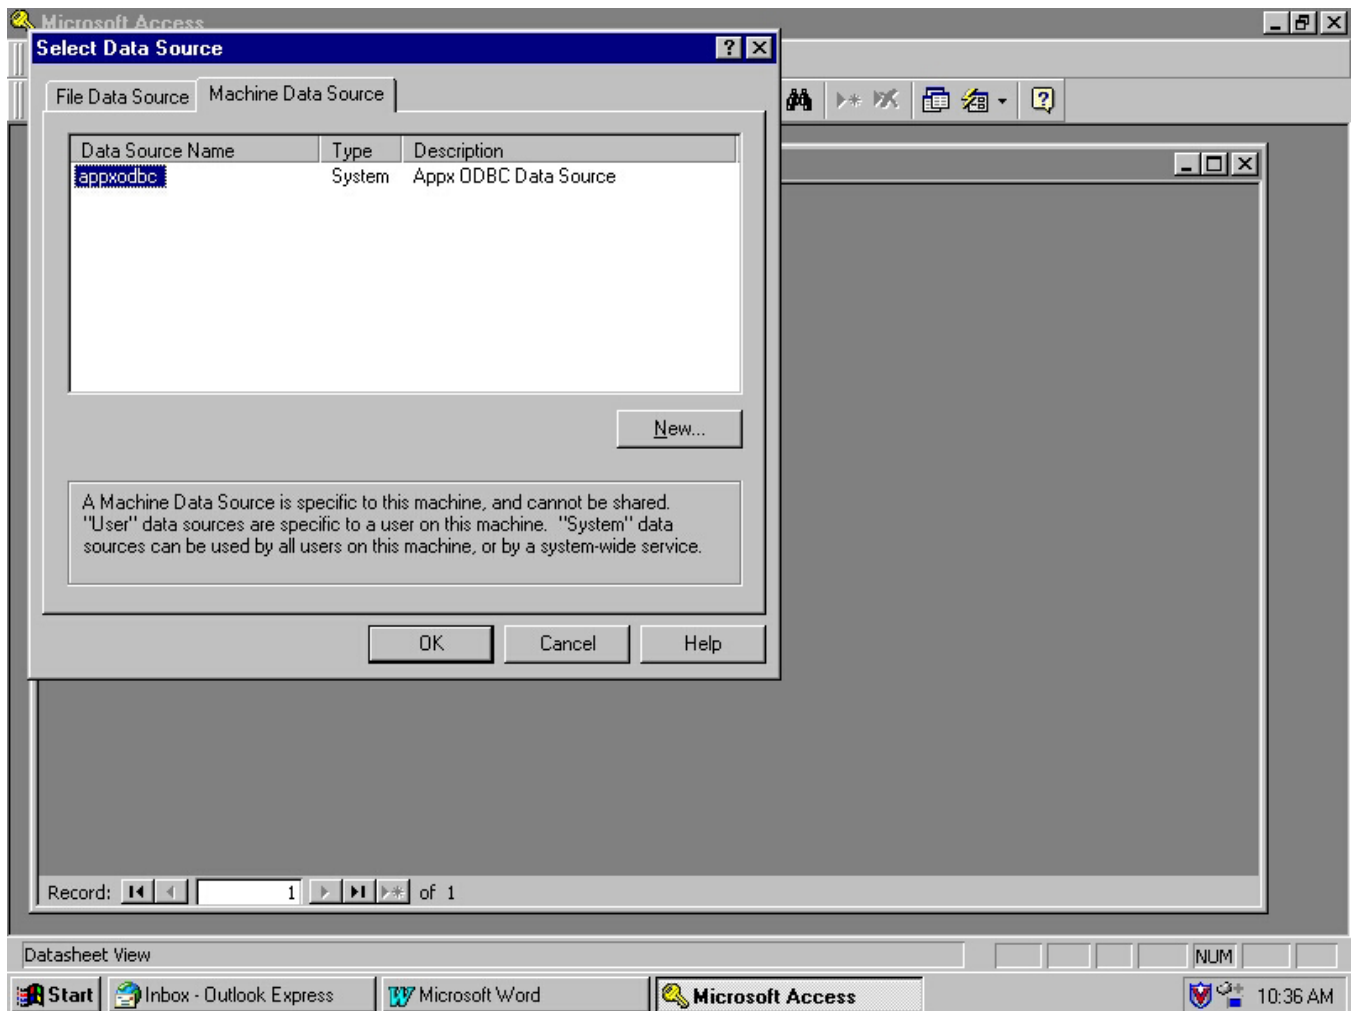 Microsoft Access
Select Data Source
File Data Source
Machine Data Source
Data Source Name Type Description
appxodbc System Appx ODBC Data Source
New...
A Machine Data Source is specific to this machine, and cannot be shared.
"User" data sources are specific to a user on this machine. "System" data
sources can be used by all users on this machine, or by a system-wide service.
OK Cancel Help
Record: 1 of 1
Datasheet View NUM
Start Inbox - Outlook Express Microsoft Word Microsoft Access 10:36 AM